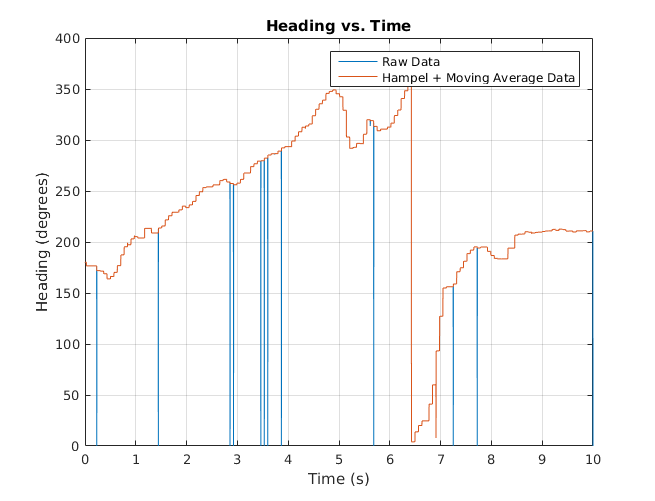 Heading vs. Time
Raw Data
Hampel + Moving Average Data
Heading (degrees)
400
350
300
250
200
150
100
50
0
0 1 2 3 4 5 6 7 8 9 10
Time (s)